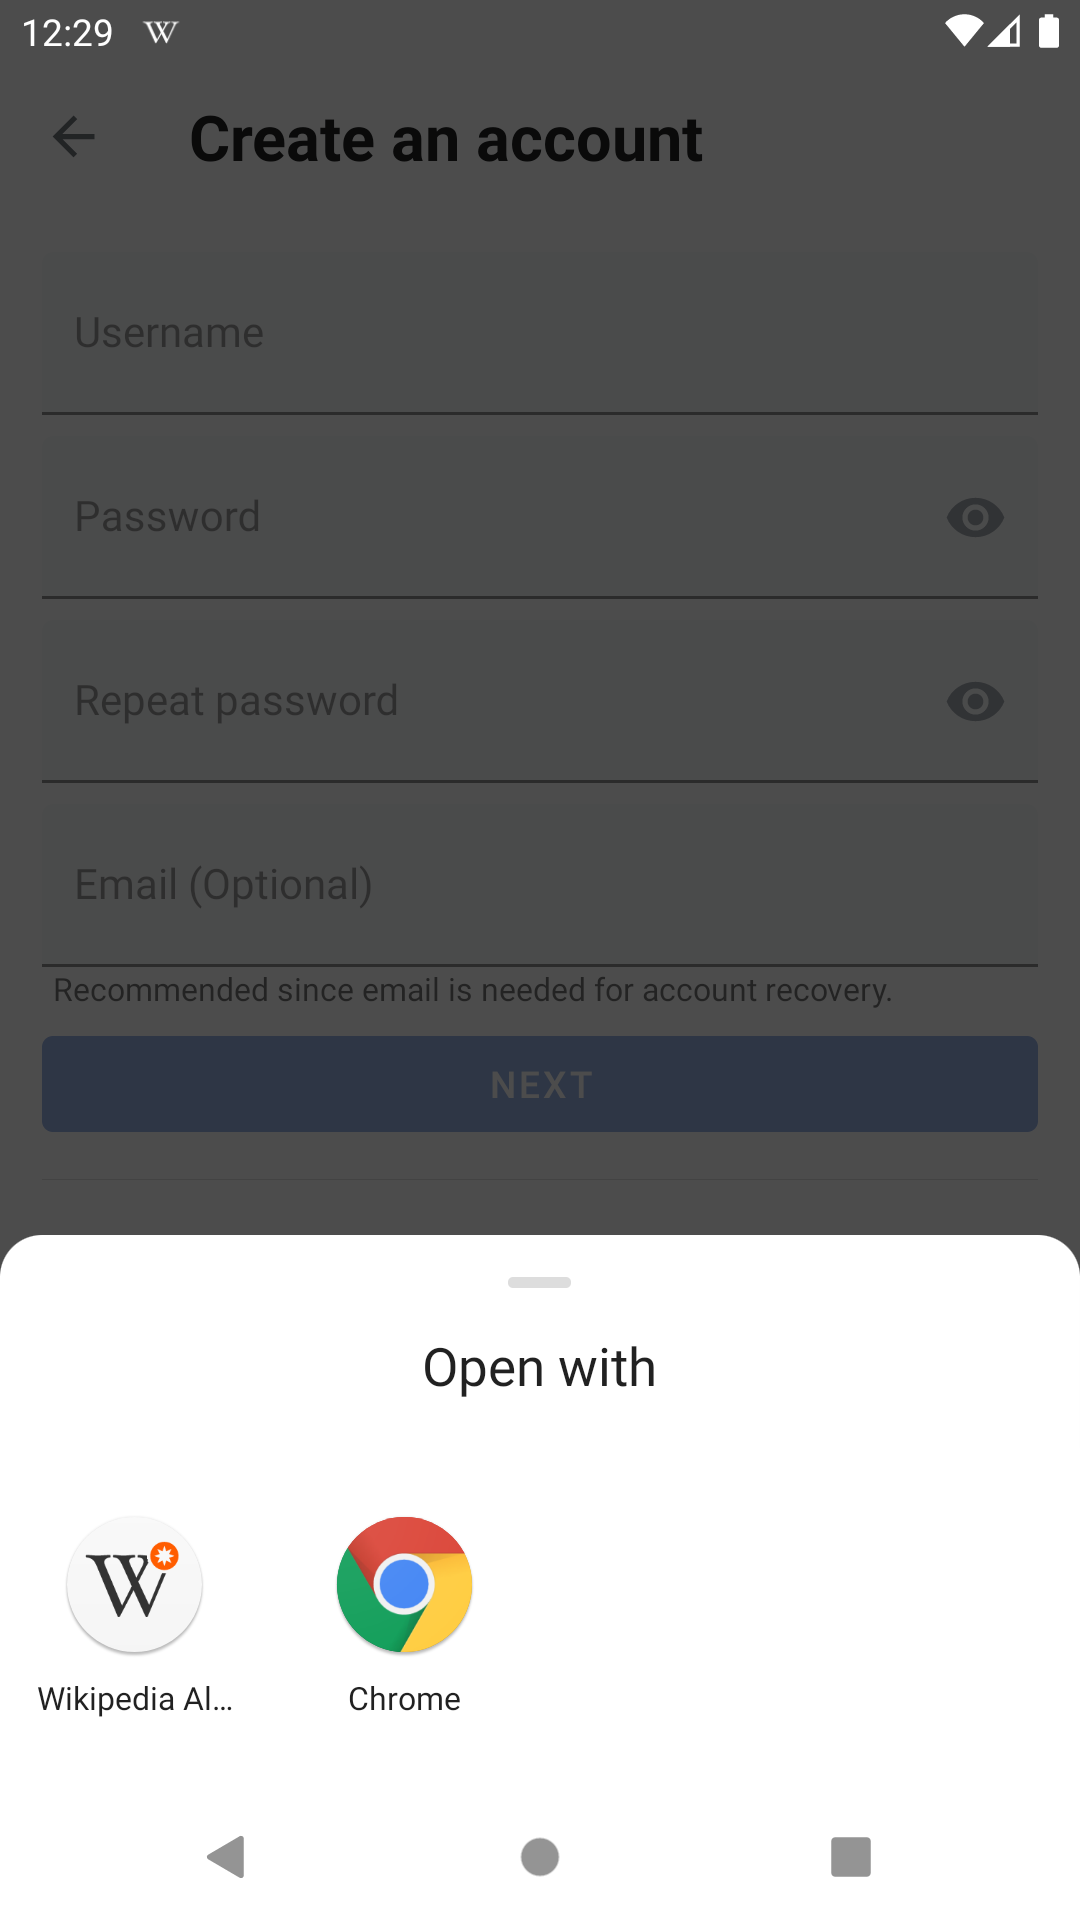 12:29
Create an account
Username
Password
Repeat password
Email (Optional)
Recommended since email is needed for account recovery.
NEXT
Open with
Wikipedia Al...
Chrome